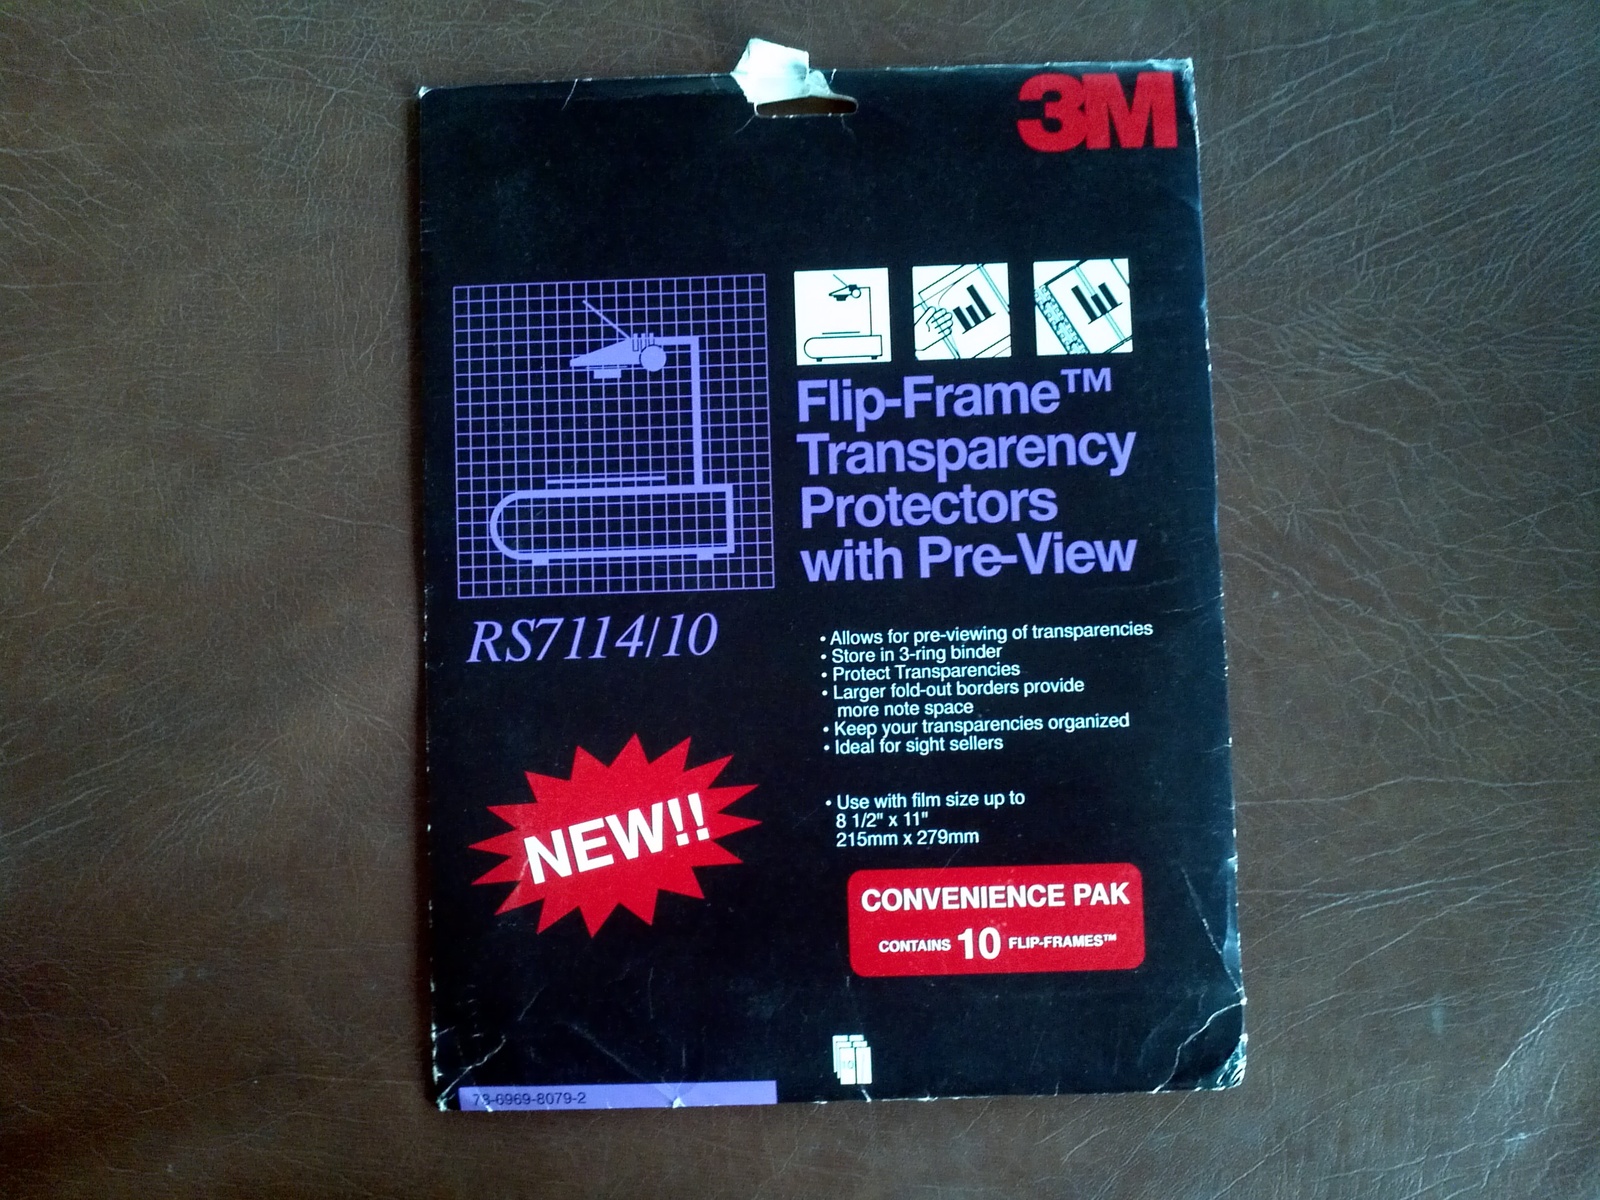 3M
Flip-Frame™
Transparency
Protectors
with Pre-View
RS7114/10
• Allows for pre-viewing of transparencies
• Store in 3-ring binder
• Protect Transparencies
• Larger fold-out borders provide
more note space
• Keep your transparencies organized
• Ideal for sight sellers
NEW!!
• Use with film size up to
8 1/2" x 11"
215mm x 279mm
CONVENIENCE PAK
CONTAINS 10 FLIP-FRAMES™
78-6969-8079-2